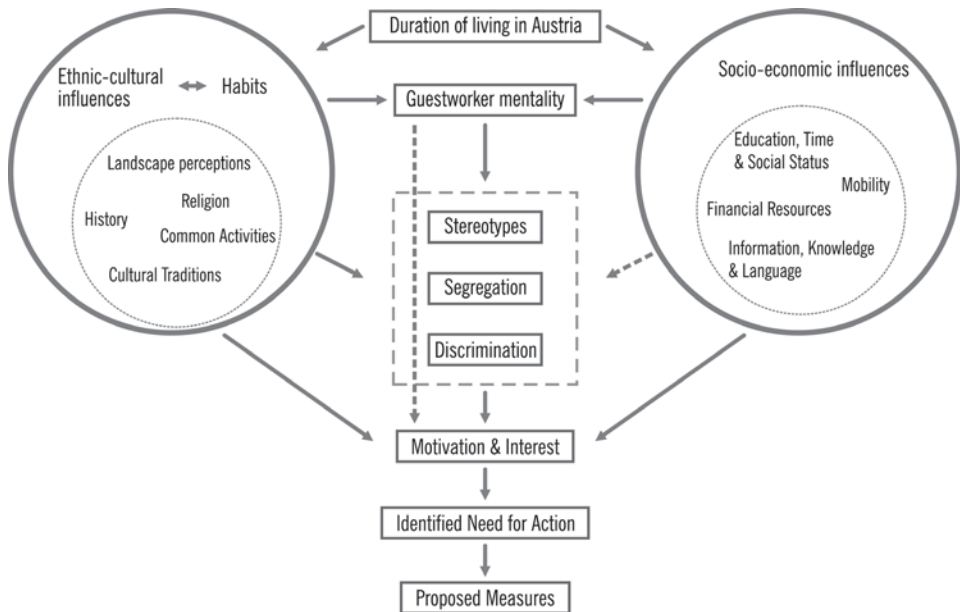 Duration of living in Austria
Ethnic-cultural
influences
Habits
Landscape perceptions
Religion
History
Common Activities
Cultural Traditions
Guestworker mentality
Stereotypes
Segregation
Discrimination
Socio-economic influences
Education, Time
& Social Status
Mobility
Financial Resources
Information, Knowledge
& Language
Motivation & Interest
Identified Need for Action
Proposed Measures